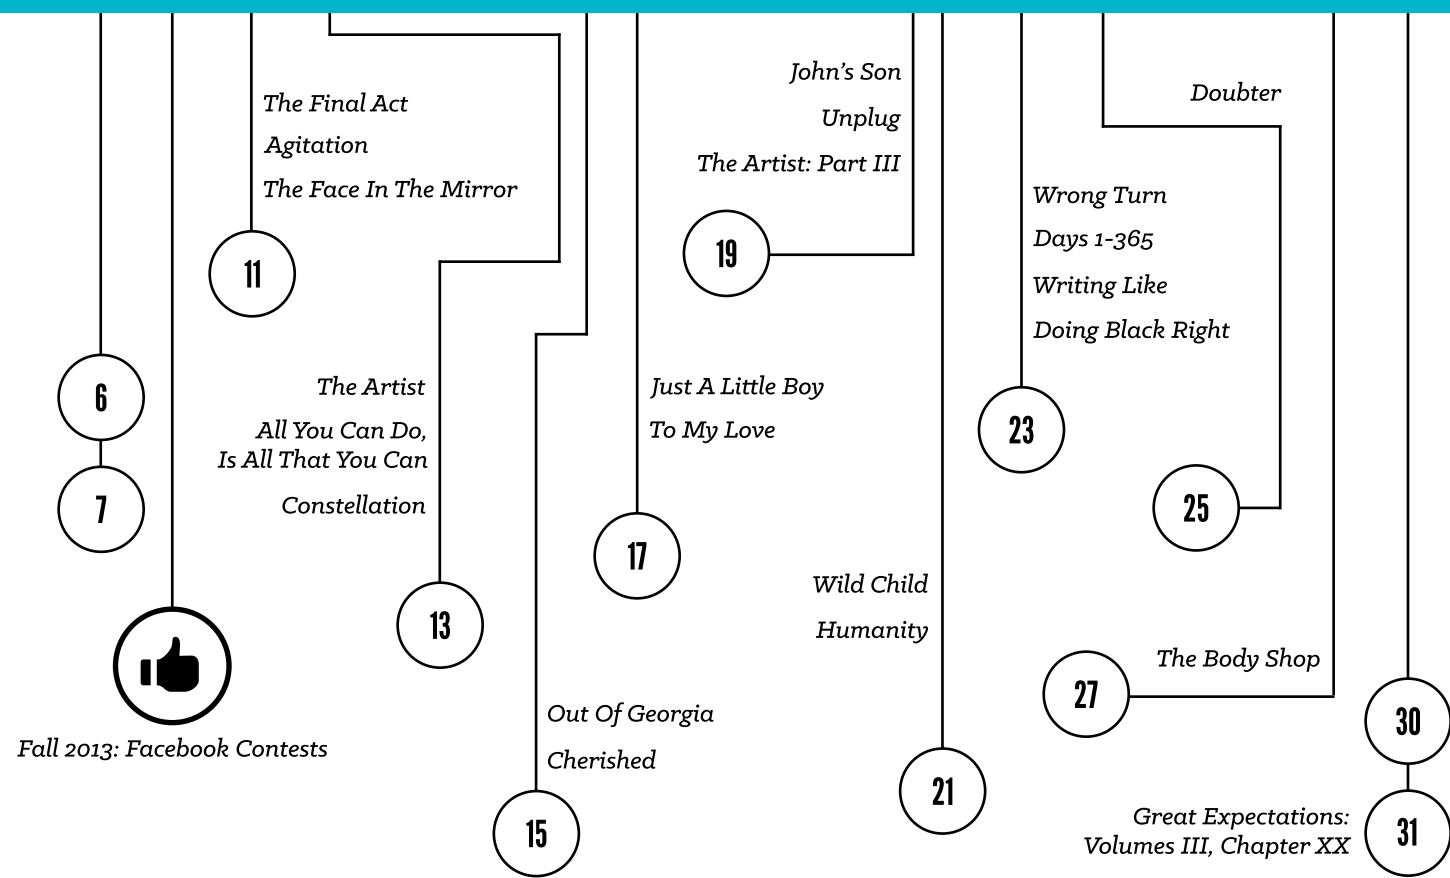 The Final Act
Agitation
The Face In The Mirror
11
6
7
Fall 2013: Facebook Contests
The Artist
All You Can Do,
Is All That You Can
Constellation
13
Out Of Georgia
Cherished
15
Just A Little Boy
To My Love
17
John's Son
Unplug
The Artist: Part III
19
Wild Child
Humanity
21
Wrong Turn
Days 1-365
Writing Like
Doing Black Right
23
Doubter
25
The Body Shop
27
30
Great Expectations:
Volumes III, Chapter XX
31